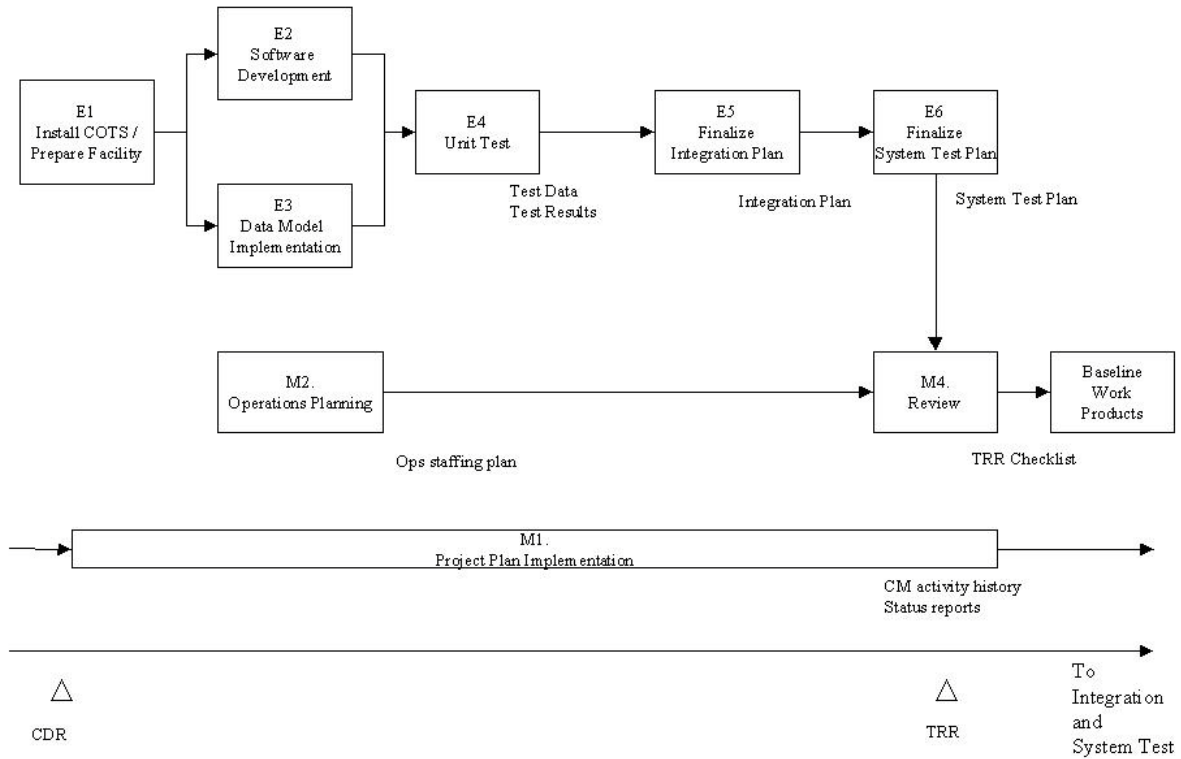 E2
Software
Development
E1
Install COTS /
Prepare Facility
E4
Unit Test
E5
Finalize
Integration Plan
E6
Finalize
System Test Plan
E3
Data Model
Implementation
Test Data
Test Results
Integration Plan
System Test Plan
M2.
Operations Planning
M4.
Review
Baseline
Work
Products
Ops staffing plan
TRR Checklist
M1.
Project Plan Implementation
CM activity history
Status reports
CDR
TRR
To
Integration
and
System Test